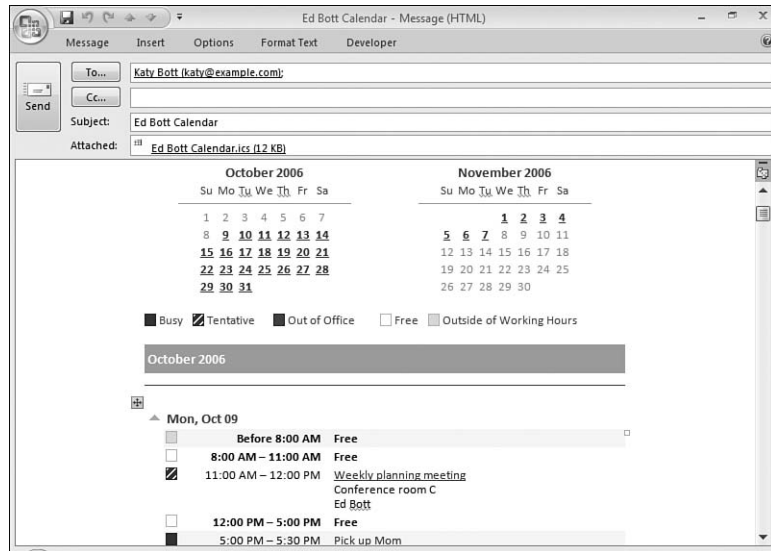 Ed Bott Calendar - Message (HTML)
Message Insert Options Format Text Developer
To... Katy Bott (katy@example.com);
Cc...
Send
Subject: Ed Bott Calendar
Attached: Ed Bott Calendar.ics (12 KB)
October 2006 November 2006
Su Mo Tu We Th Fr Sa Su Mo Tu We Th Fr Sa
1 2 3 4 5 6 7 1 2 3 4
8 9 10 11 12 13 14 5 6 7 8 9 10 11
15 16 17 18 19 20 21 12 13 14 15 16 17 18
22 23 24 25 26 27 28 19 20 21 22 23 24 25
29 30 31 26 27 28 29 30
Busy Tentative Out of Office Free Outside of Working Hours
October 2006
Mon, Oct 09
Before 8:00 AM Free
8:00 AM – 11:00 AM Free
11:00 AM – 12:00 PM Weekly planning meeting
Conference room C
Ed Bott
12:00 PM – 5:00 PM Free
5:00 PM – 5:30 PM Pick up Mom